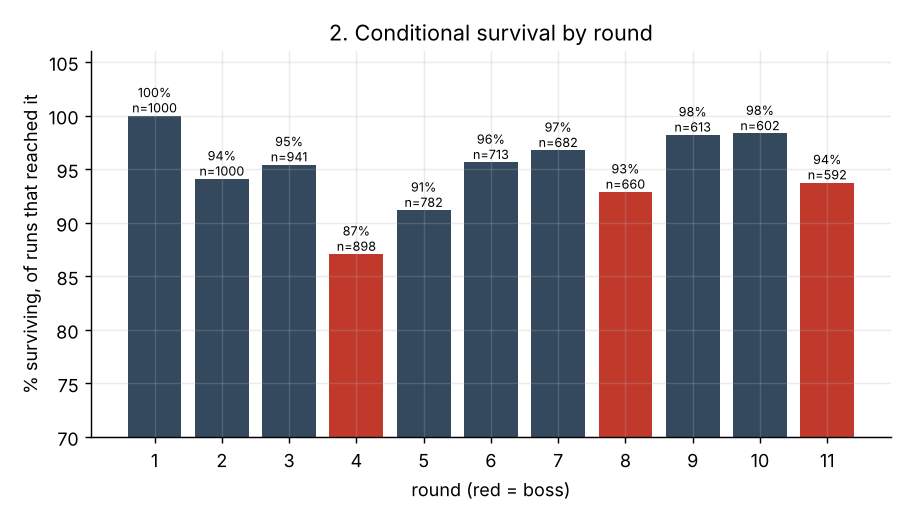 2. Conditional survival by round
% surviving, of runs that reached it
105
100
95
90
85
80
75
70
100%
n=1000
94%
n=1000
95%
n=941
87%
n=898
91%
n=782
96%
n=713
97%
n=682
93%
n=660
98%
n=613
98%
n=602
94%
n=592
1 2 3 4 5 6 7 8 9 10 11
round (red = boss)